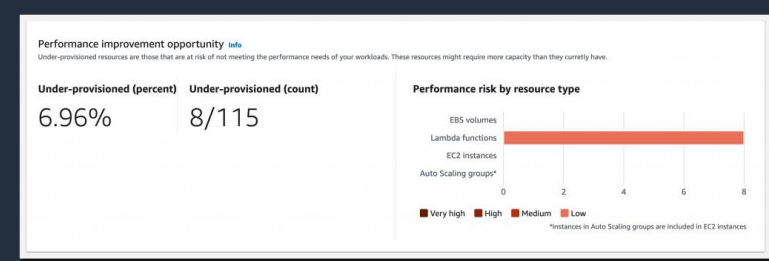 Performance improvement opportunity Info
Under-provisioned resources are those that are at risk of not meeting the performance needs of your workloads. These resources might require more capacity than they curretly have.
Under-provisioned (percent)
6.96%
Under-provisioned (count)
8/115
Performance risk by resource type
EBS volumes
Lambda functions
EC2 instances
Auto Scaling groups*
0 2 4 6 8
Very high High Medium Low
*Instances in Auto Scaling groups are included in EC2 instances